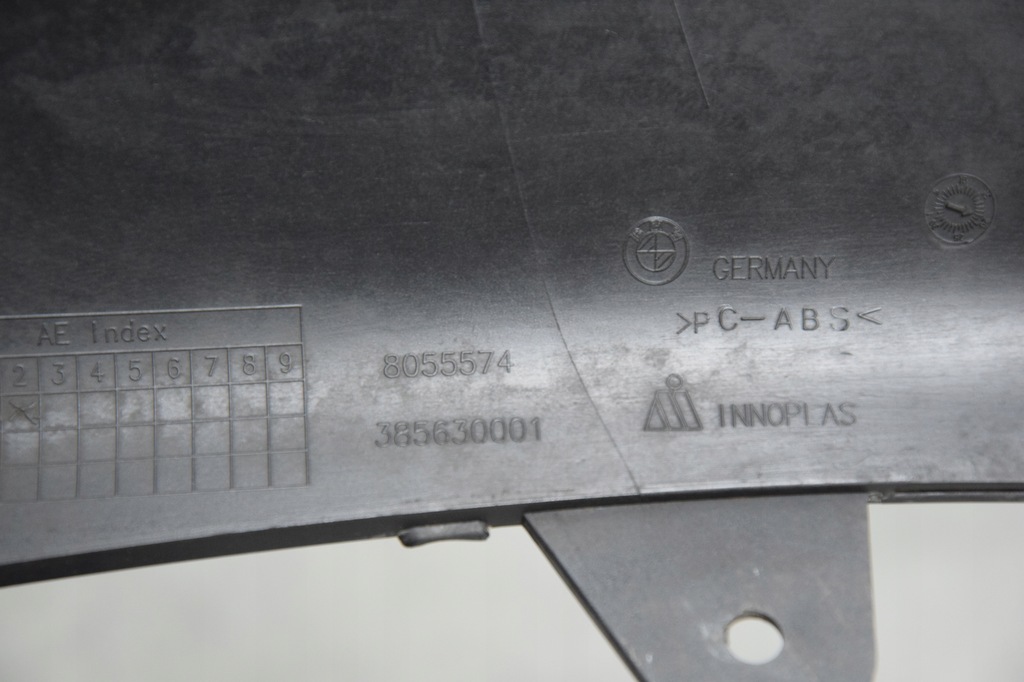 GERMANY
>PC-ABS<
AE Index
2 3 4 5 6 7 8 9
8055574
385630001
INNOPLAS